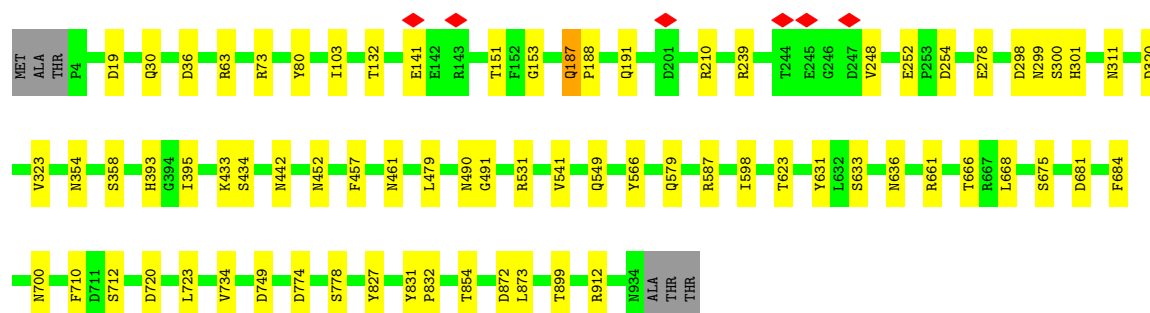 MET ALA THR P4 D19 Q30 D36 R63 R73 Y80 I103 T132 E141 E142 R143 T151 F152 G153 Q187 P188 Q191 D201 R210 R239 T244 E245 G246 D247 V248 E252 P253 D254 E278 D298 N299 S300 H301 N311 D320
V323 N354 S358 H393 G394 I395 K433 S434 N442 N452 F457 N461 L479 N490 G491 R531 V541 Q549 Y566 Q579 R587 I598 T623 Y631 L632 S633 N636 R661 T666 R667 L668 S675 D681 F684
N700 F710 D711 S712 D720 L723 V734 D749 D774 S778 Y827 Y831 P832 T854 D872 L873 T899 R912 N934 ALA THR THR